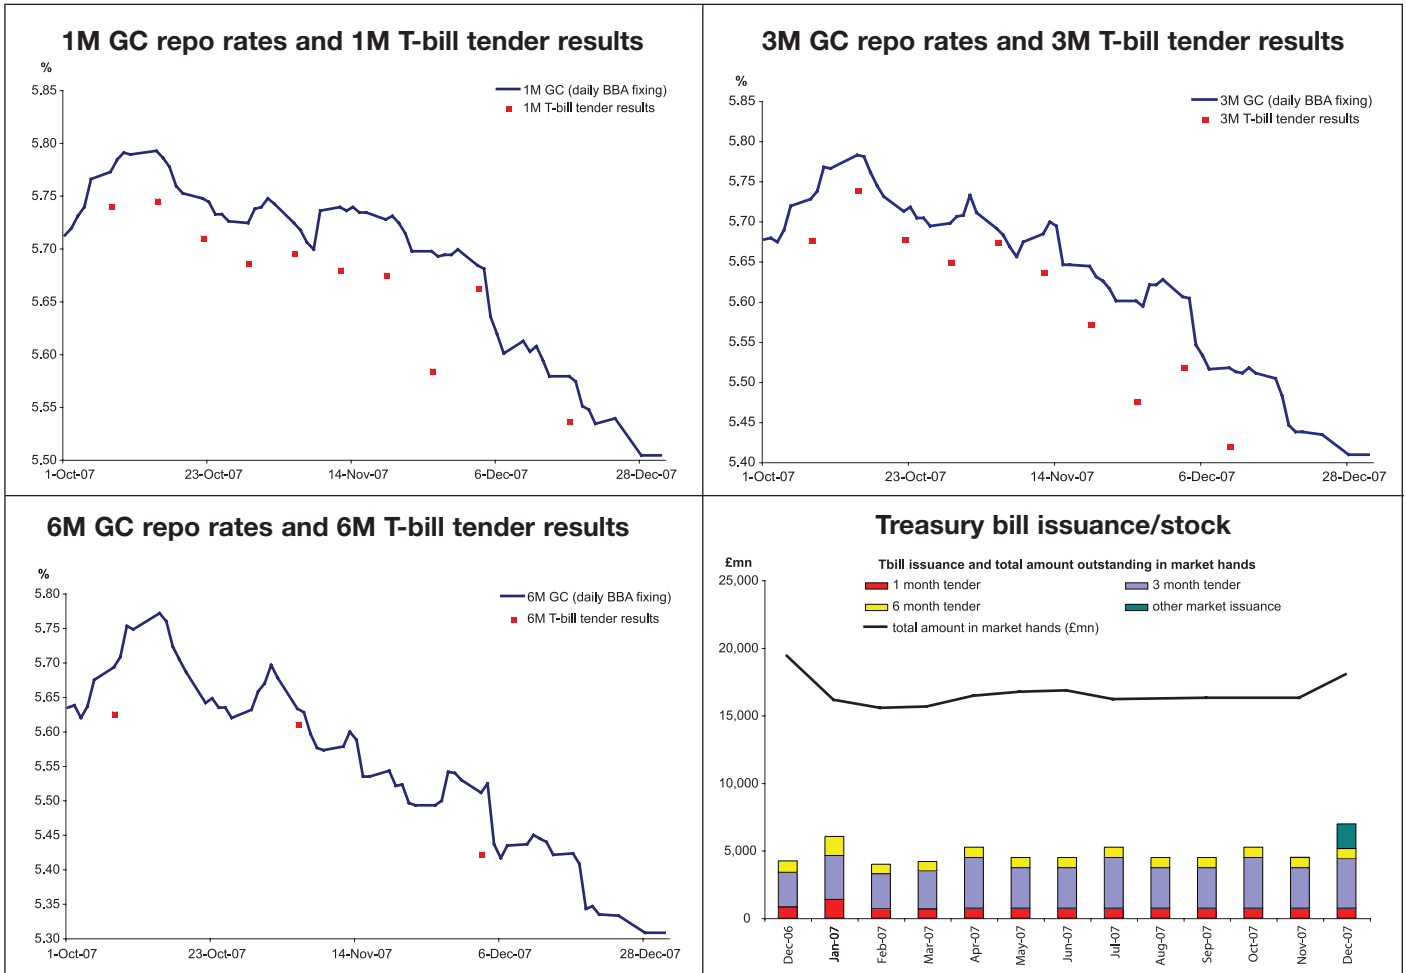 1M GC repo rates and 1M T-bill tender results
%
1M GC (daily BBA fixing)
1M T-bill tender results
5.85
5.80
5.75
5.70
5.65
5.60
5.55
5.50
1-Oct-07 23-Oct-07 14-Nov-07 6-Dec-07 28-Dec-07
3M GC repo rates and 3M T-bill tender results
%
3M GC (daily BBA fixing)
3M T-bill tender results
5.85
5.80
5.75
5.70
5.65
5.60
5.55
5.50
5.45
5.40
1-Oct-07 23-Oct-07 14-Nov-07 6-Dec-07 28-Dec-07
6M GC repo rates and 6M T-bill tender results
%
6M GC (daily BBA fixing)
6M T-bill tender results
5.80
5.75
5.70
5.65
5.60
5.55
5.50
5.45
5.40
5.35
5.30
1-Oct-07 23-Oct-07 14-Nov-07 6-Dec-07 28-Dec-07
Treasury bill issuance/stock
£mn
Tbill issuance and total amount outstanding in market hands
1 month tender 3 month tender
6 month tender other market issuance
total amount in market hands (£mn)
25,000
20,000
15,000
10,000
5,000
0
Dec-06 Jan-07 Feb-07 Mar-07 Apr-07 May-07 Jun-07 Jul-07 Aug-07 Sep-07 Oct-07 Nov-07 Dec-07